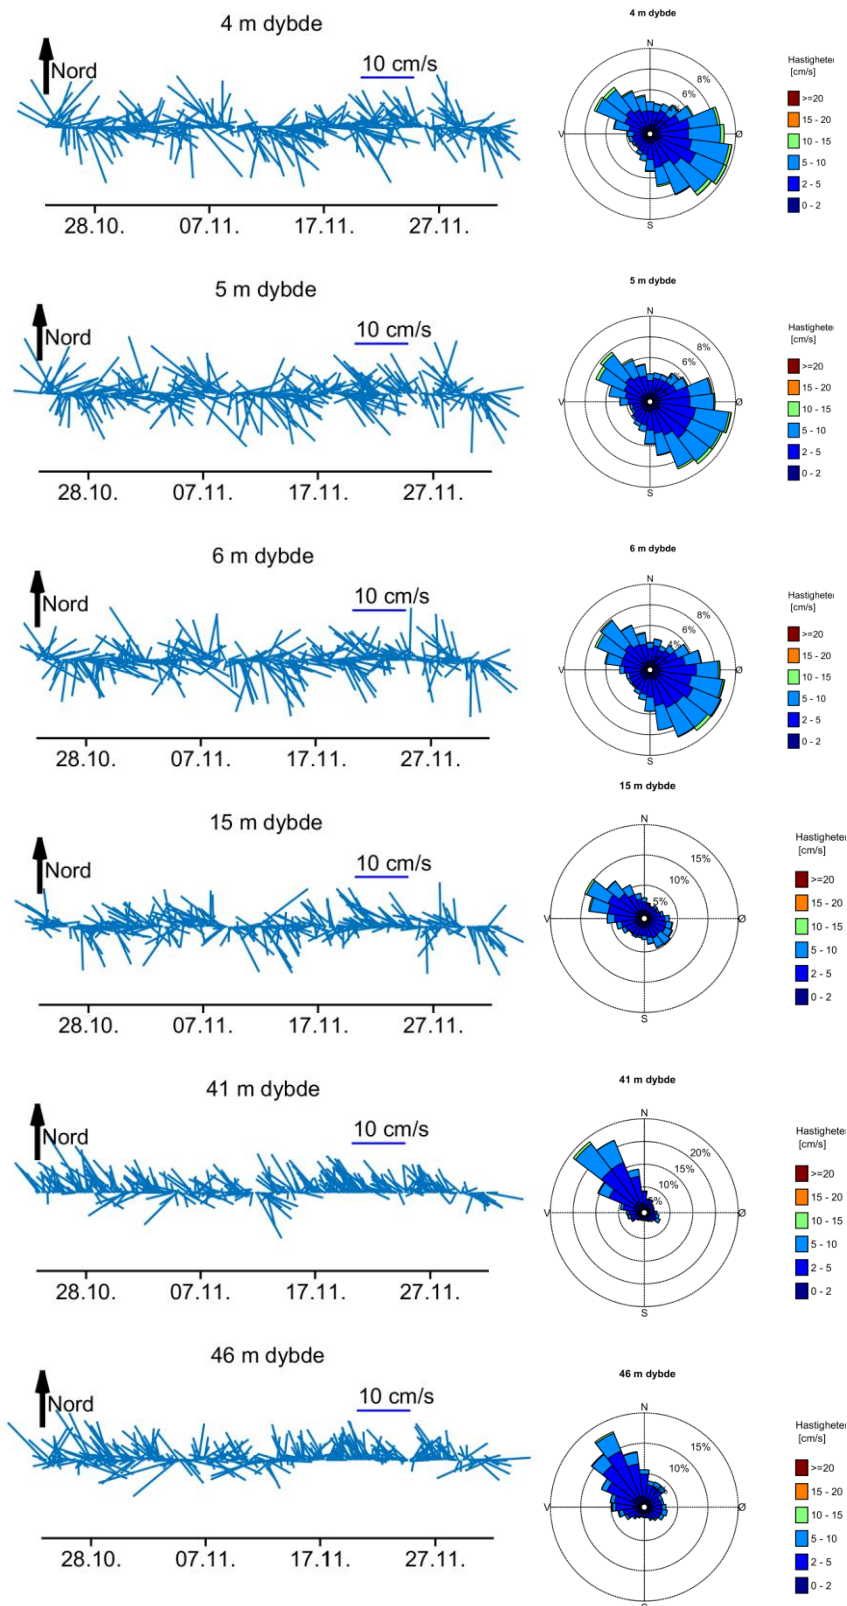 4 m dybde
Nord
10 cm/s
28.10. 07.11. 17.11. 27.11.
4 m dybde
N
8%
6%
V Ø
S
Hastigheter
[cm/s]
>=20
15 - 20
10 - 15
5 - 10
2 - 5
0 - 2
5 m dybde
Nord
10 cm/s
28.10. 07.11. 17.11. 27.11.
5 m dybde
N
8%
6%
V Ø
S
Hastigheter
[cm/s]
>=20
15 - 20
10 - 15
5 - 10
2 - 5
0 - 2
6 m dybde
Nord
10 cm/s
28.10. 07.11. 17.11. 27.11.
6 m dybde
N
8%
6%
4%
V Ø
S
Hastigheter
[cm/s]
>=20
15 - 20
10 - 15
5 - 10
2 - 5
0 - 2
15 m dybde
Nord
10 cm/s
28.10. 07.11. 17.11. 27.11.
15 m dybde
N
15%
10%
5%
V Ø
S
Hastigheter
[cm/s]
>=20
15 - 20
10 - 15
5 - 10
2 - 5
0 - 2
41 m dybde
Nord
10 cm/s
28.10. 07.11. 17.11. 27.11.
41 m dybde
N
20%
15%
10%
5%
V Ø
S
Hastigheter
[cm/s]
>=20
15 - 20
10 - 15
5 - 10
2 - 5
0 - 2
46 m dybde
Nord
10 cm/s
28.10. 07.11. 17.11. 27.11.
46 m dybde
N
15%
10%
V Ø
S
Hastigheter
[cm/s]
>=20
15 - 20
10 - 15
5 - 10
2 - 5
0 - 2